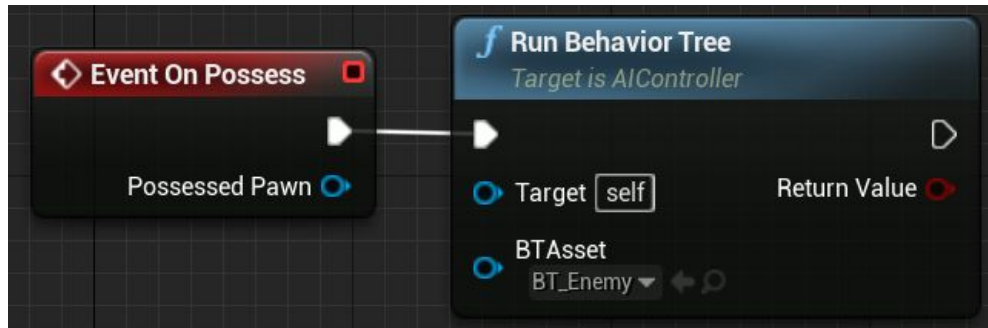 Event On Possess
Possessed Pawn
f Run Behavior Tree
Target is AIController
Target self
Return Value
BTAsset
BT_Enemy